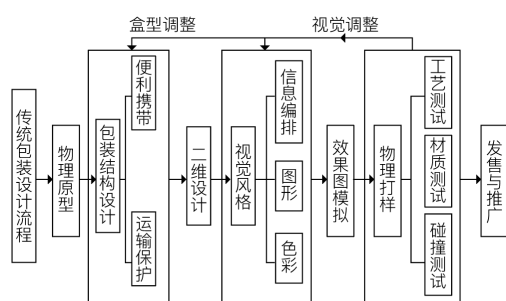 盒型调整
视觉调整
传统包装设计流程
物理原型
包装结构设计
便利携带
运输保护
二维设计
视觉风格
信息编排
图形
色彩
效果图模拟
物理打样
工艺测试
材质测试
碰撞测试
发售与推广